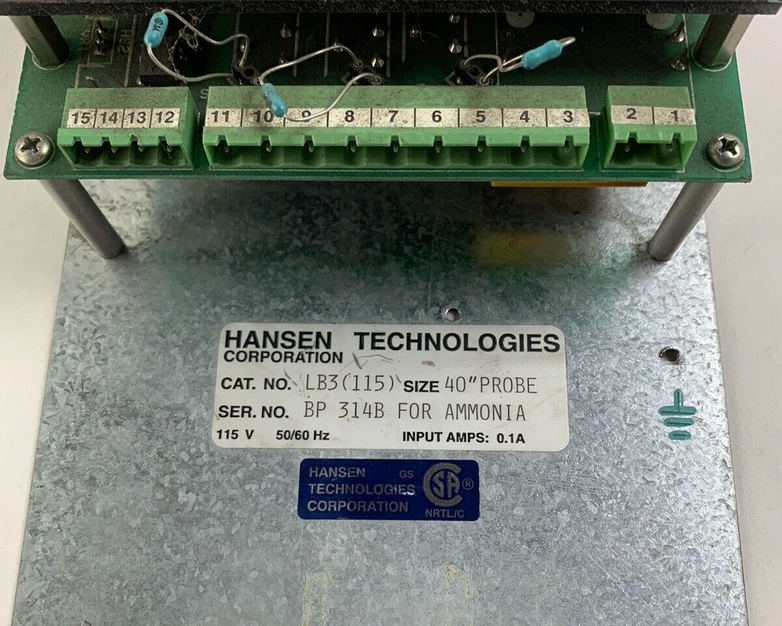 15 14 13 12
11 10 9 8 7 6 5 4 3
2 1
HANSEN TECHNOLOGIES
CORPORATION
CAT. NO. LB3(115) SIZE 40" PROBE
SER. NO. BP 314B FOR AMMONIA
115 V 50/60 Hz INPUT AMPS: 0.1A
HANSEN GS
TECHNOLOGIES
CORPORATION
CSA ®
NRTL/C